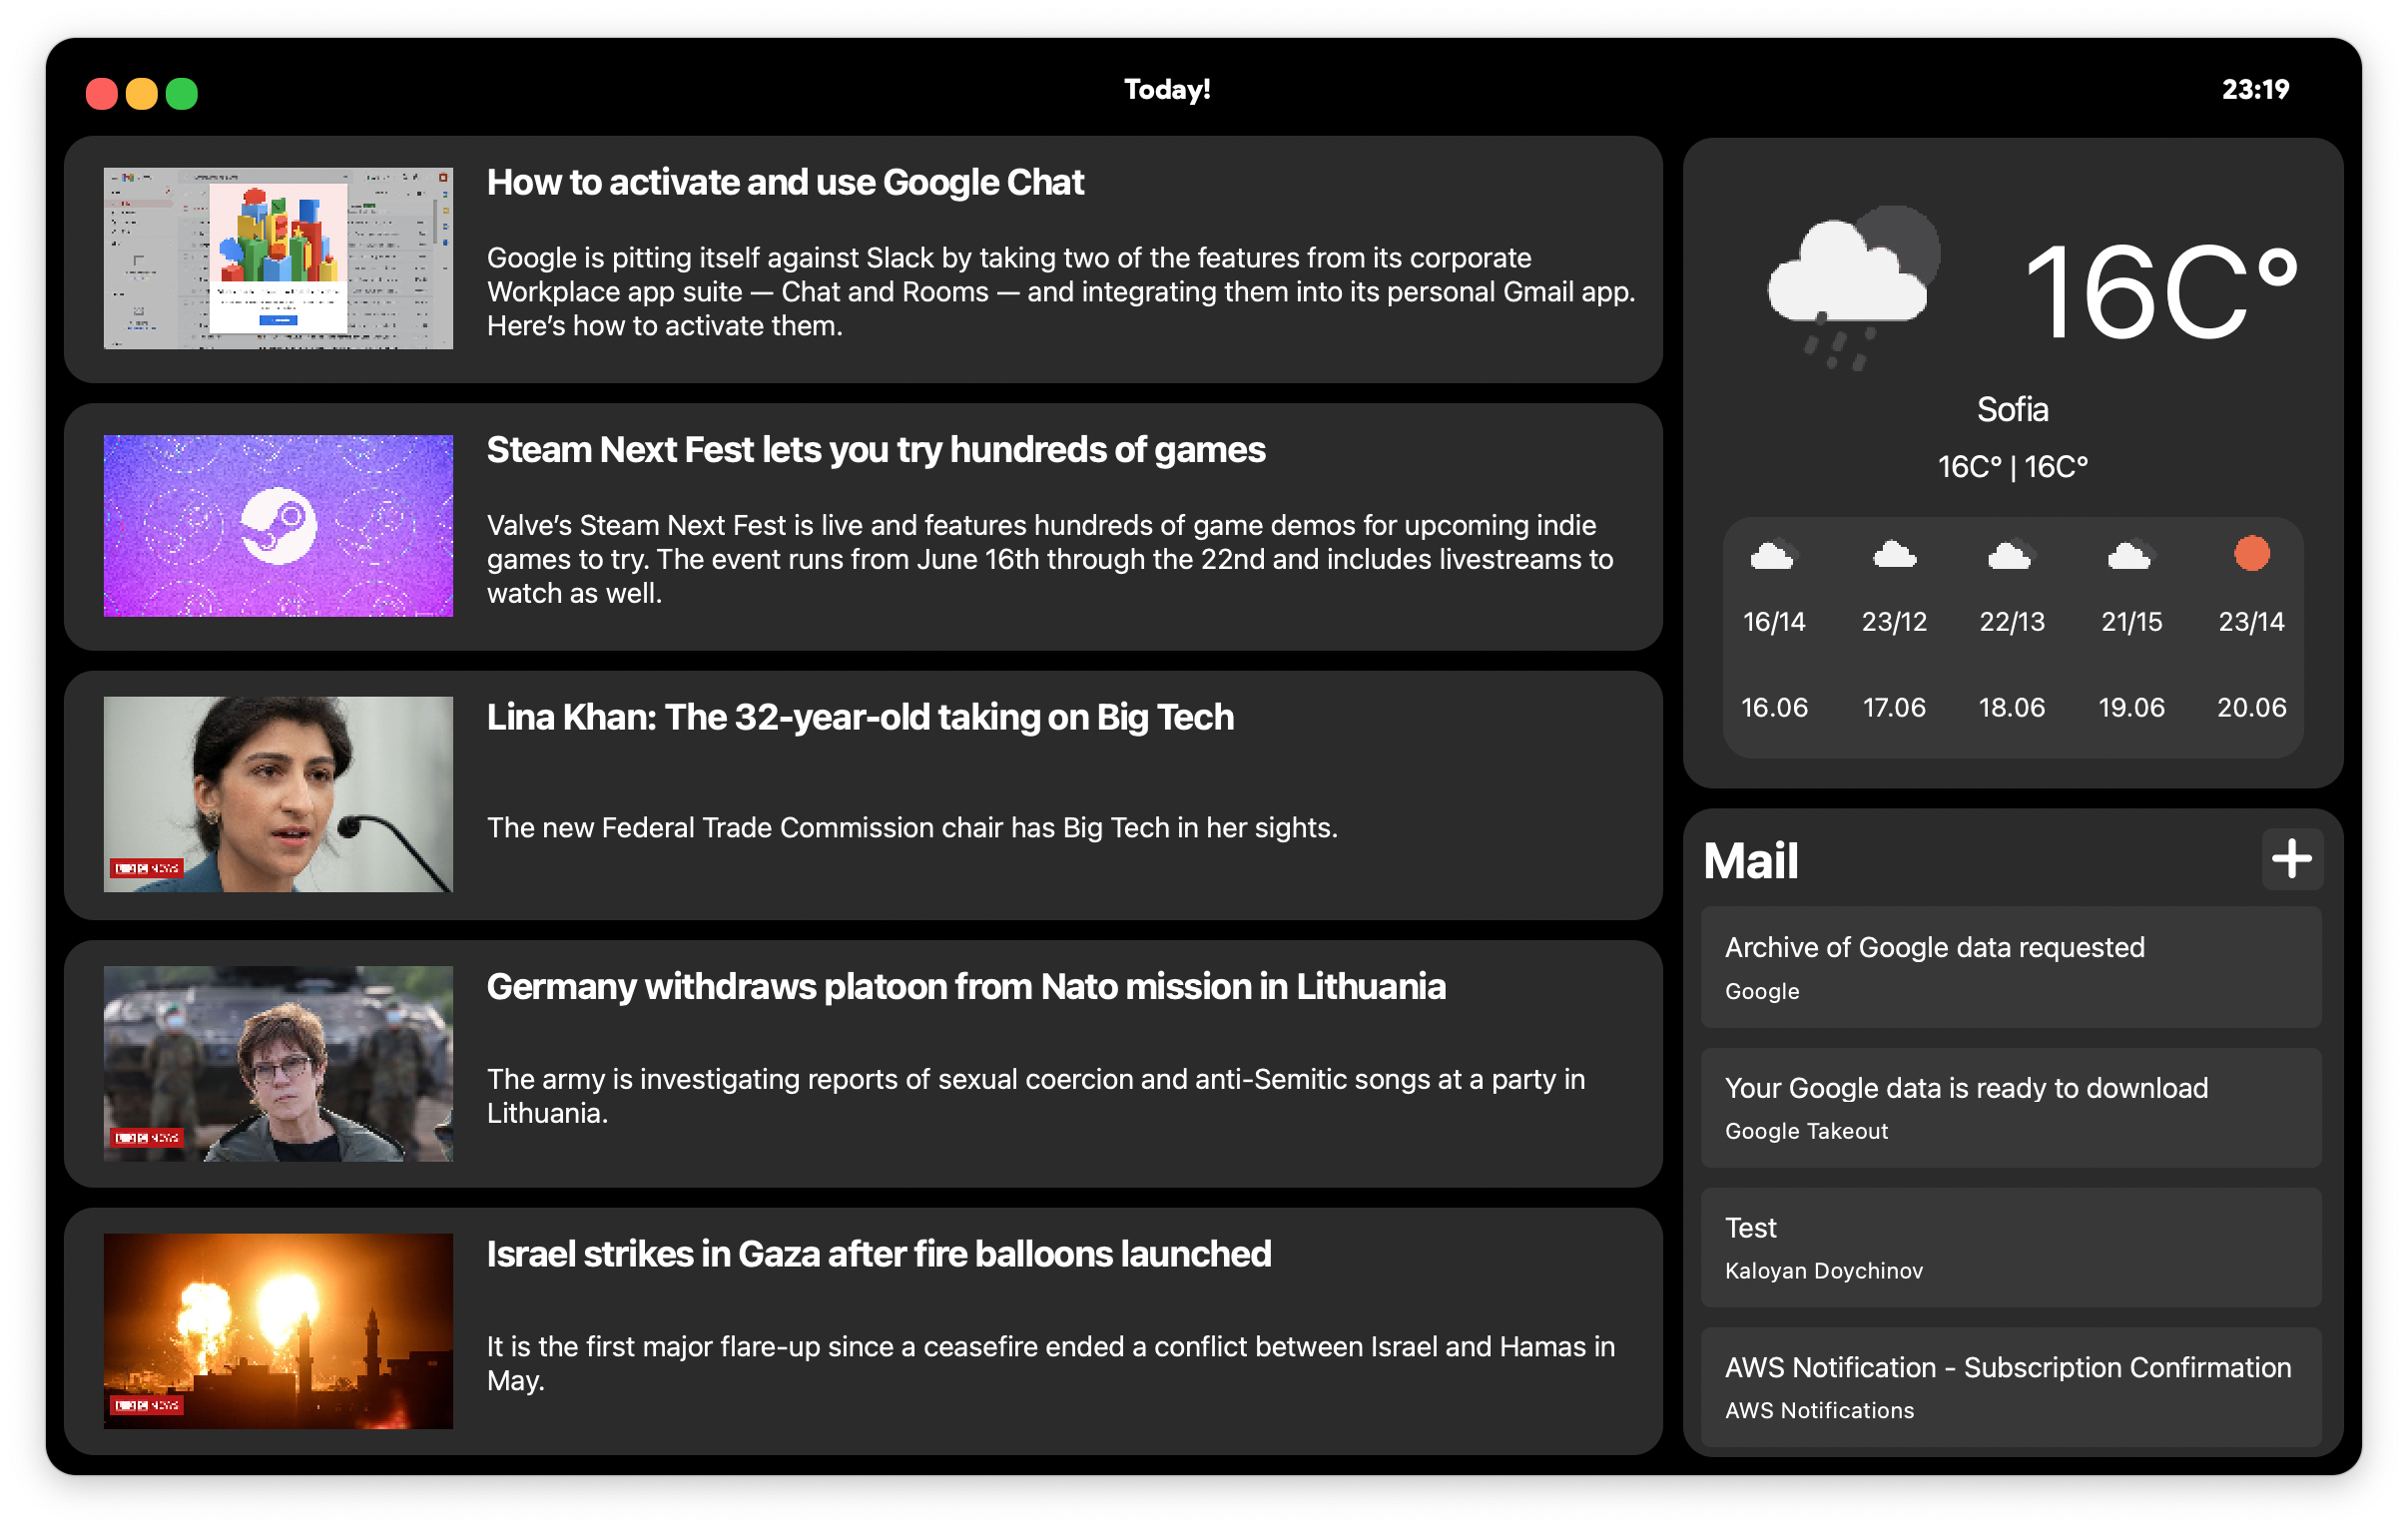 Today!
23:19
How to activate and use Google Chat
Google is pitting itself against Slack by taking two of the features from its corporate
Workplace app suite — Chat and Rooms — and integrating them into its personal Gmail app.
Here’s how to activate them.
Steam Next Fest lets you try hundreds of games
Valve’s Steam Next Fest is live and features hundreds of game demos for upcoming indie
games to try. The event runs from June 16th through the 22nd and includes livestreams to
watch as well.
Lina Khan: The 32-year-old taking on Big Tech
The new Federal Trade Commission chair has Big Tech in her sights.
NEWS
Germany withdraws platoon from Nato mission in Lithuania
The army is investigating reports of sexual coercion and anti-Semitic songs at a party in
Lithuania.
NEWS
Israel strikes in Gaza after fire balloons launched
It is the first major flare-up since a ceasefire ended a conflict between Israel and Hamas in
May.
NEWS
16C°
Sofia
16C° | 16C°
16/14 23/12 22/13 21/15 23/14
16.06 17.06 18.06 19.06 20.06
Mail
Archive of Google data requested
Google
Your Google data is ready to download
Google Takeout
Test
Kaloyan Doychinov
AWS Notification - Subscription Confirmation
AWS Notifications